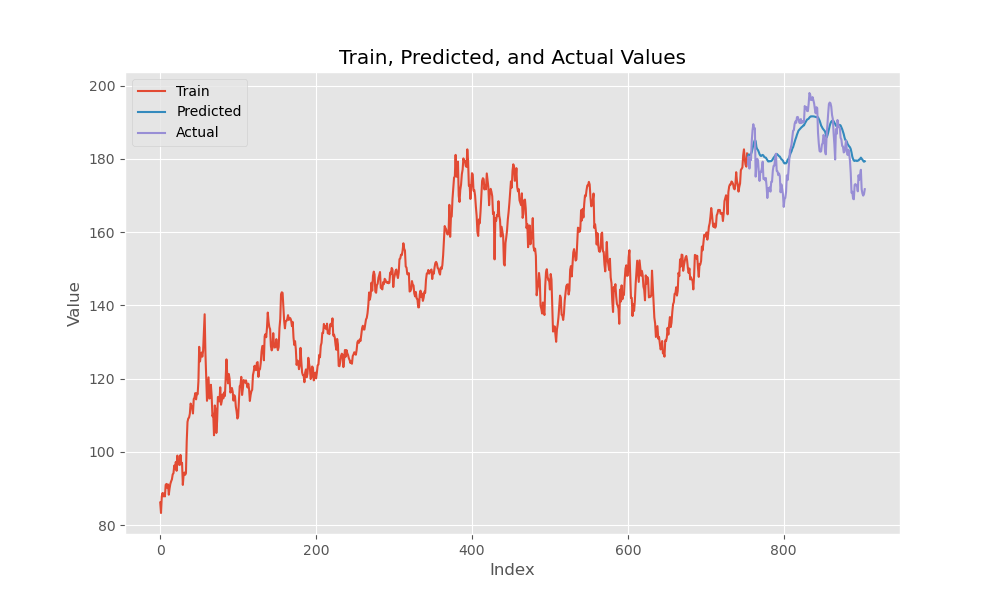 Train, Predicted, and Actual Values
Train
Predicted
Actual
200
180
160
140
120
100
80
Value
0
200
400
600
800
Index